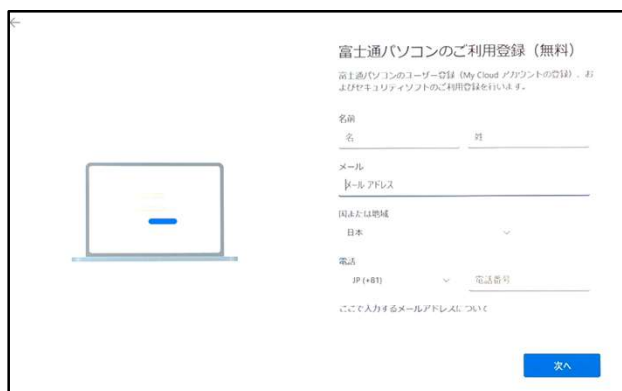 ←
富士通パソコンのご利用登録（無料）
富士通パソコンのユーザー登録（My Cloud アカウントの登録）、お
よびセキュリティソフトのご利用登録を行います。
名前
名 姓
メール
メール アドレス
国または地域
日本
電話
JP (+81) 電話番号
ここで入力するメールアドレスについて
次へ